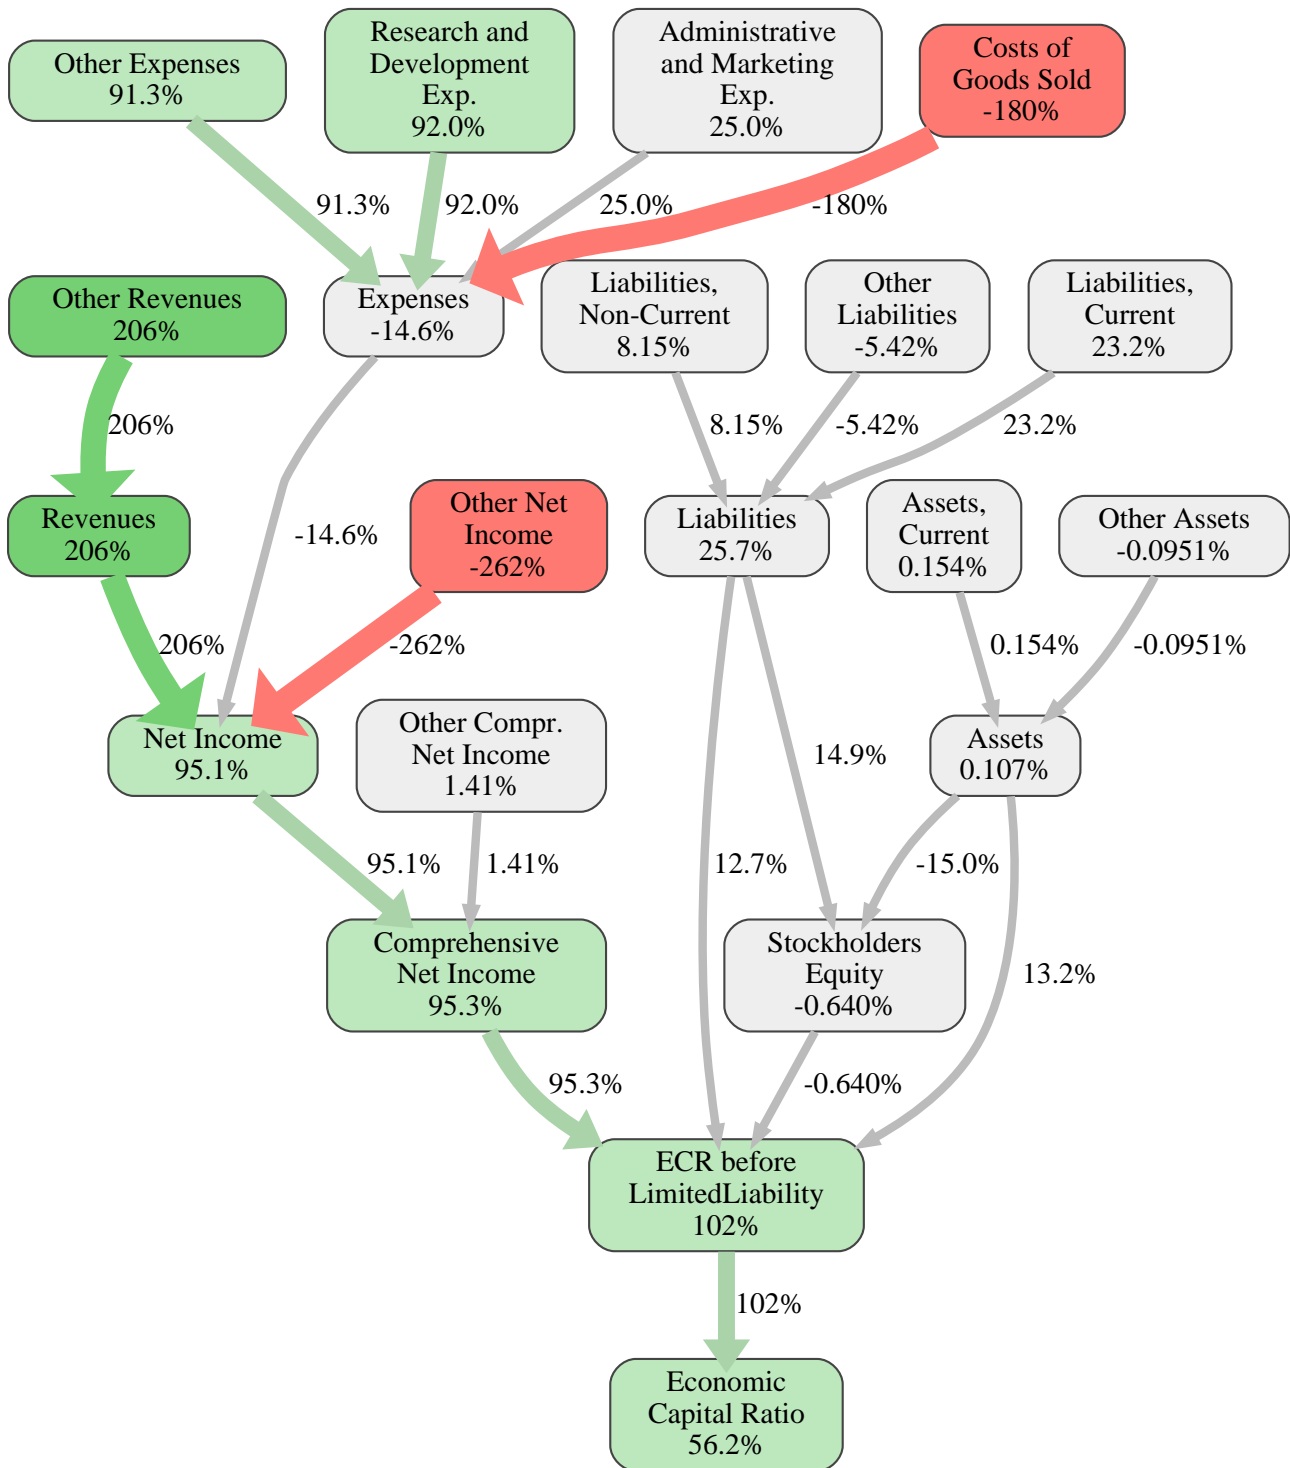 Other Expenses
91.3%
Research and
Development
Exp.
92.0%
Administrative
and Marketing
Exp.
25.0%
Costs of
Goods Sold
-180%
91.3%
92.0%
25.0%
-180%
Other Revenues
206%
Expenses
-14.6%
Liabilities,
Non-Current
8.15%
Other
Liabilities
-5.42%
Liabilities,
Current
23.2%
206%
8.15%
-5.42%
23.2%
Revenues
206%
-14.6%
Other Net
Income
-262%
Liabilities
25.7%
Assets,
Current
0.154%
Other Assets
-0.0951%
206%
-262%
0.154%
-0.0951%
Net Income
95.1%
Other Compr.
Net Income
1.41%
14.9%
Assets
0.107%
95.1%
1.41%
12.7%
-15.0%
Comprehensive
Net Income
95.3%
Stockholders
Equity
-0.640%
13.2%
95.3%
-0.640%
ECR before
LimitedLiability
102%
102%
Economic
Capital Ratio
56.2%